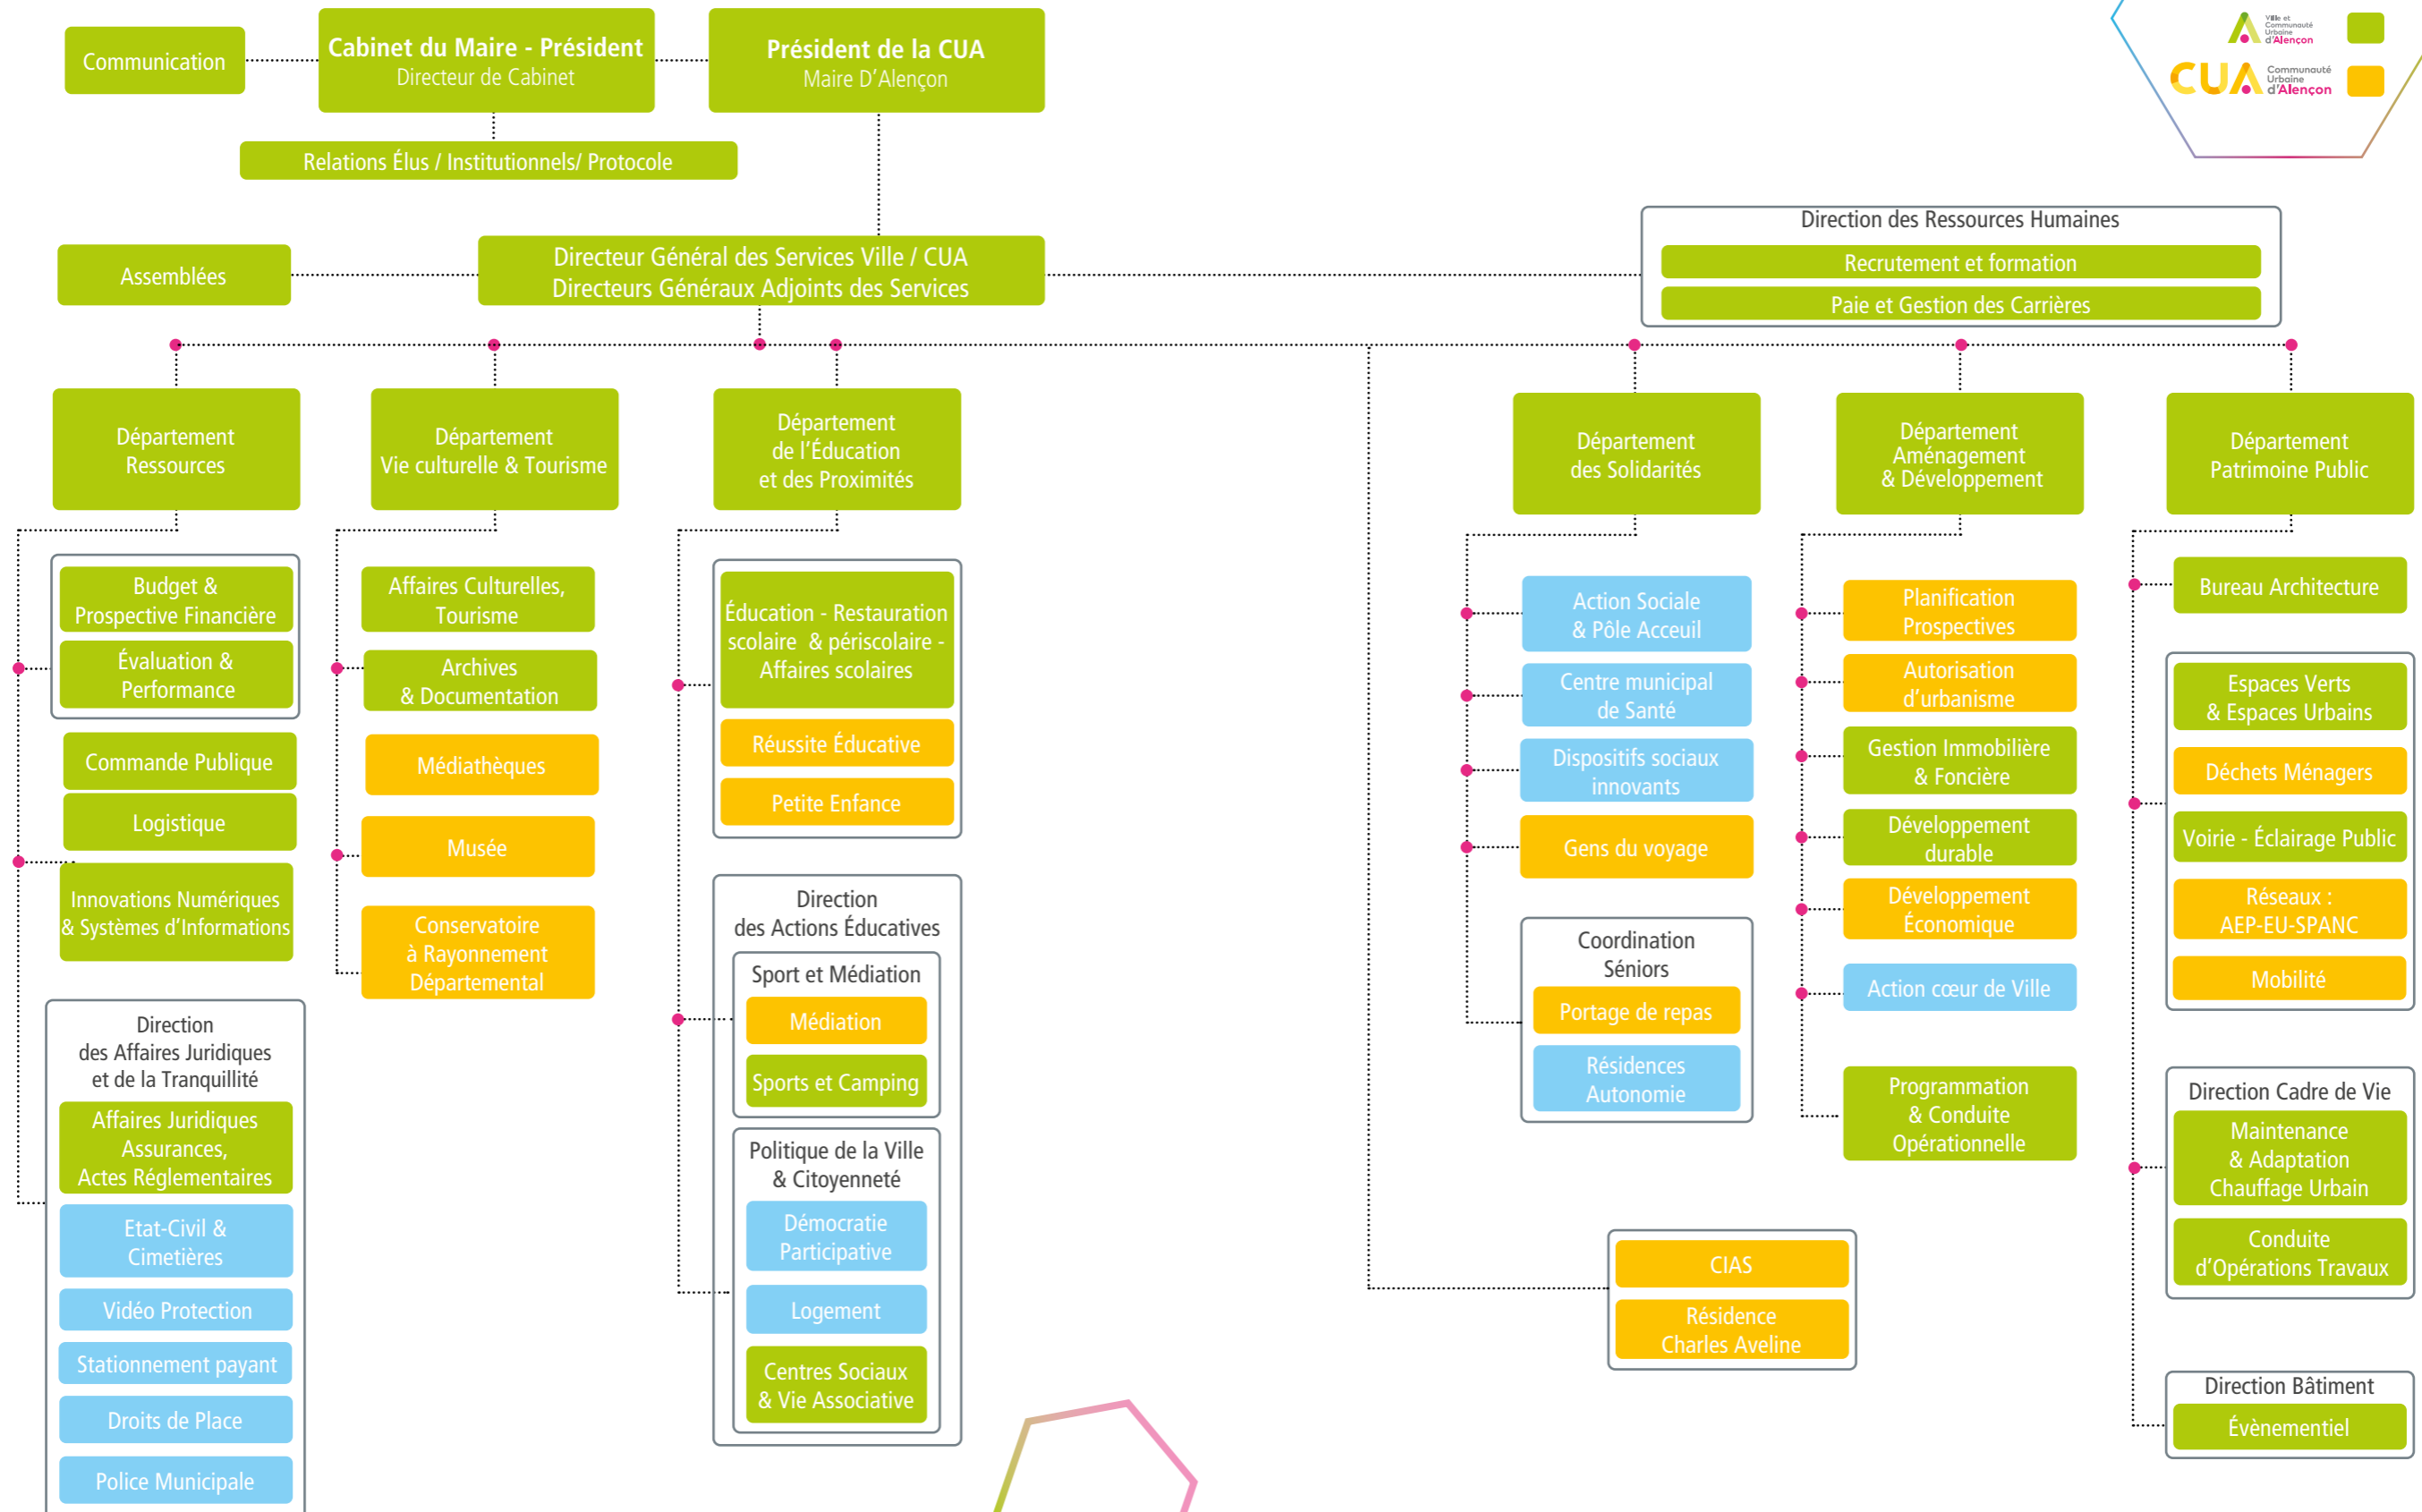 Communication
Cabinet du Maire - Président
Directeur de Cabinet
Président de la CUA
Maire D'Alençon
Relations Élus / Institutionnels/ Protocole
Ville et
Communauté
Urbaine
d'Alençon
CUA
Communauté
Urbaine
d'Alençon
Assemblées
Directeur Général des Services Ville / CUA
Directeurs Généraux Adjoints des Services
Direction des Ressources Humaines
Recrutement et formation
Paie et Gestion des Carrières
Département
Ressources
Budget &
Prospective Financière
Évaluation &
Performance
Commande Publique
Logistique
Innovations Numériques
& Systèmes d'Informations
Direction
des Affaires Juridiques
et de la Tranquillité
Affaires Juridiques
Assurances,
Actes Réglementaires
Etat-Civil &
Cimetières
Vidéo Protection
Stationnement payant
Droits de Place
Police Municipale
Département
Vie culturelle & Tourisme
Affaires Culturelles,
Tourisme
Archives
& Documentation
Médiathèques
Musée
Conservatoire
à Rayonnement
Départemental
Département
de l'Éducation
et des Proximités
Éducation - Restauration
scolaire & périscolaire -
Affaires scolaires
Réussite Éducative
Petite Enfance
Direction
des Actions Éducatives
Sport et Médiation
Médiation
Sports et Camping
Politique de la Ville
& Citoyenneté
Démocratie
Participative
Logement
Centres Sociaux
& Vie Associative
Département
des Solidarités
Action Sociale
& Pôle Acceuil
Centre municipal
de Santé
Dispositifs sociaux
innovants
Gens du voyage
Coordination
Séniors
Portage de repas
Résidences
Autonomie
CIAS
Résidence
Charles Aveline
Département
Aménagement
& Développement
Planification
Prospectives
Autorisation
d'urbanisme
Gestion Immobilière
& Foncière
Développement
durable
Développement
Économique
Action cœur de Ville
Programmation
& Conduite
Opérationnelle
Département
Patrimoine Public
Bureau Architecture
Espaces Verts
& Espaces Urbains
Déchets Ménagers
Voirie - Éclairage Public
Réseaux :
AEP-EU-SPANC
Mobilité
Direction Cadre de Vie
Maintenance
& Adaptation
Chauffage Urbain
Conduite
d'Opérations Travaux
Direction Bâtiment
Évènementiel